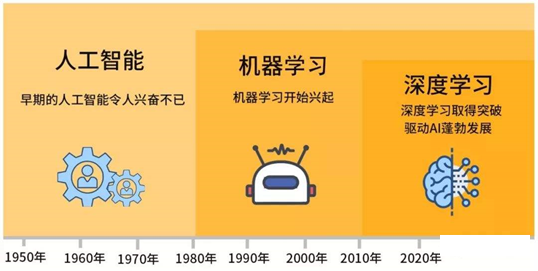 人工智能
早期的人工智能令人兴奋不已
机器学习
机器学习开始兴起
深度学习
深度学习取得突破
驱动AI蓬勃发展
1950年 1960年 1970年 1980年 1990年 2000年 2010年 2020年